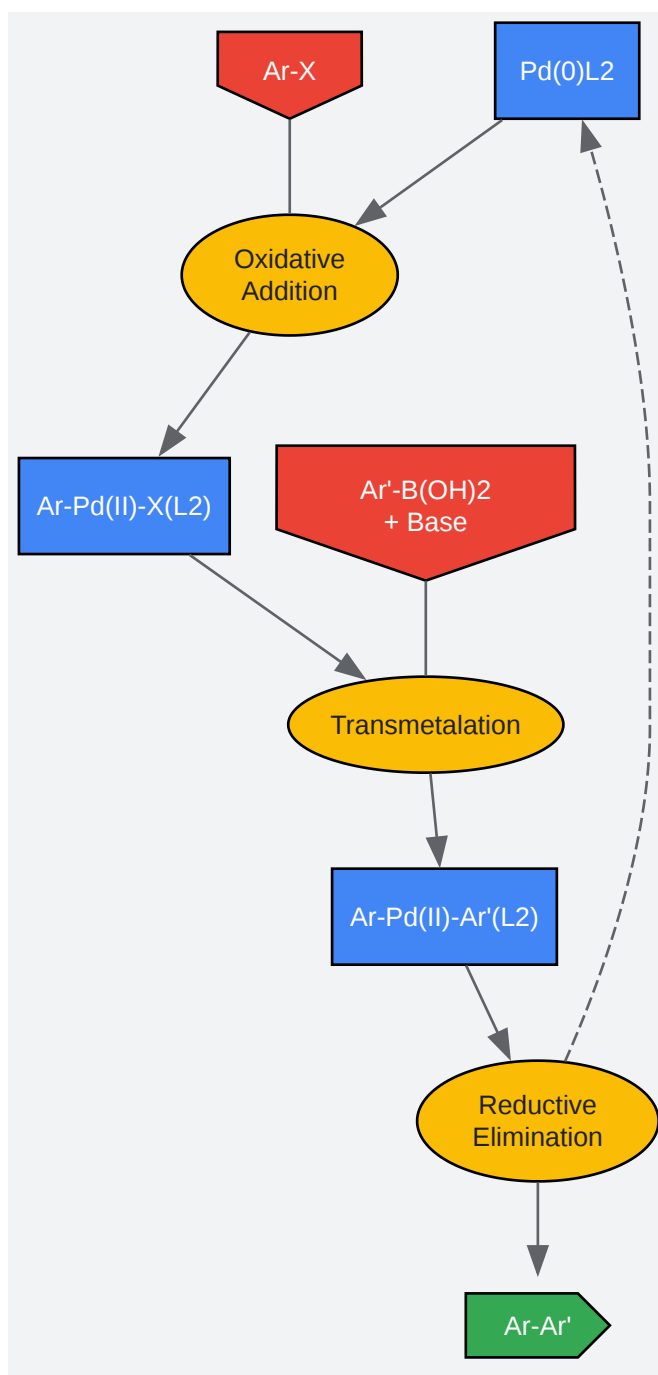 Ar-X
Pd(0)L2
Oxidative
Addition
Ar-Pd(II)-X(L2)
Ar'-B(OH)2
+ Base
Transmetalation
Ar-Pd(II)-Ar'(L2)
Reductive
Elimination
Ar-Ar'